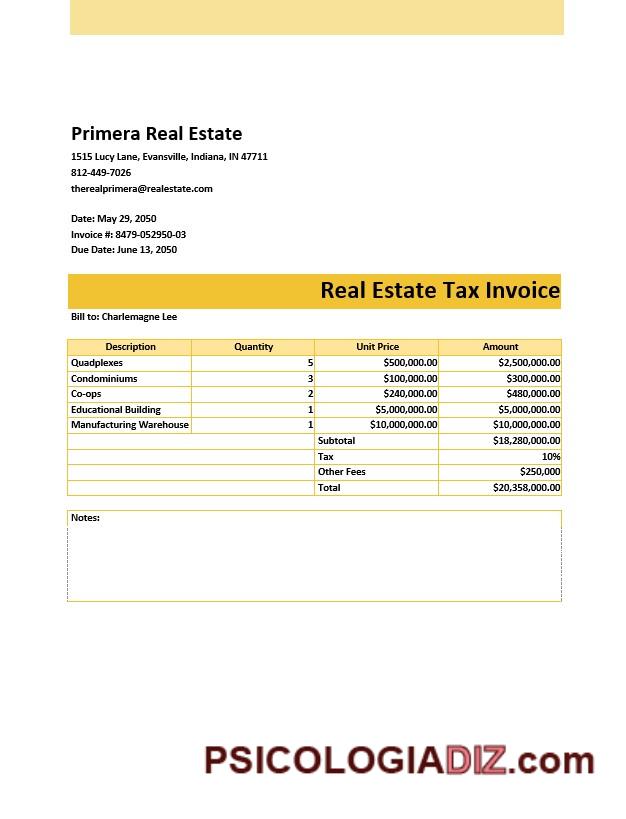 Primera Real Estate
1515 Lucy Lane, Evansville, Indiana, IN 47711
812-449-7026
therealprimera@realestate.com
Date: May 29, 2050
Invoice #: 8479-052950-03
Due Date: June 13, 2050
Real Estate Tax Invoice
Bill to: Charlemagne Lee
Description Quantity Unit Price Amount
Quadplexes 5 $500,000.00 $2,500,000.00
Condominiums 3 $100,000.00 $300,000.00
Co-ops 2 $240,000.00 $480,000.00
Educational Building 1 $5,000,000.00 $5,000,000.00
Manufacturing Warehouse 1 $10,000,000.00 $10,000,000.00
Subtotal $18,280,000.00
Tax 10%
Other Fees $250,000
Total $20,358,000.00
Notes:
PSICOLOGIADIZ.com